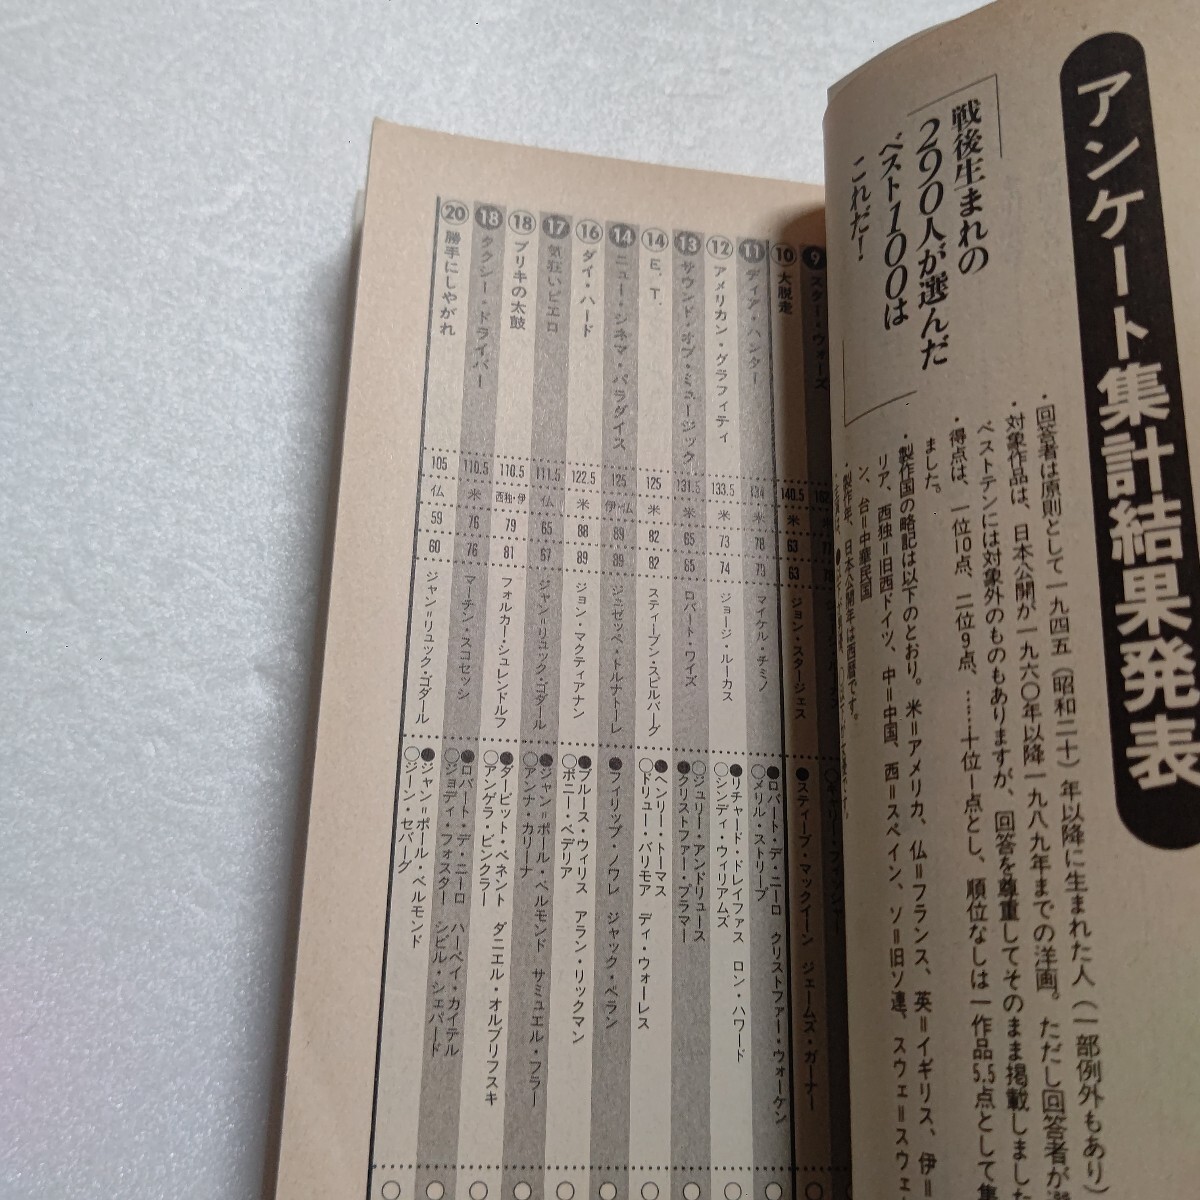 アンケート集計結果発表
戦後生まれの
290人が選んだ
ベスト100は
これだ!
・回答者は原則として一九四五(昭和二十)年以降に生まれた人(一部例外もあり)
・対象作品は、日本公開が一九六〇年以降一九八九年までの洋画。ただし回答者が
ベストテンには対象外のものもありますが、回答を尊重してそのまま掲載しました
・得点は、一位10点、二位9点、……十位1点とし、順位なしは一作品5.5点として集
ました。
・製作国の略記は以下のとおり。米=アメリカ、仏=フランス、英=イギリス、伊=
リア、西独=旧西ドイツ、中=中国、西=スペイン、ソ=旧ソ連、スウェ=スウェ
ン、台=中華民国
・製作年、日本公開年は西暦です。
9 スター・ウォーズ
10 大脱走 140.5 米 63 63 ジョン・スタージェス ●スティーブ・マックイーン ジェームズ・ガーナー
11 ディア・ハンター 134 米 78 79 マイケル・チミノ ●ロバート・デ・ニーロ クリストファー・ウォーケン
○メリル・ストリープ
12 アメリカン・グラフィティ 133.5 米 73 74 ジョージ・ルーカス ●リチャード・ドレイファス ロン・ハワード
○シンディ・ウィリアムズ
13 サウンド・オブ・ミュージック 131.5 米 65 65 ロバート・ワイズ ○ジュリー・アンドリュース
●クリストファー・プラマー
14 E.T. 125 米 82 82 スティーブン・スピルバーグ ●ヘンリー・トーマス
○ドリュー・バリモア ディ・ウォーレス
14 ニュー・シネマ・パラダイス 125 伊・仏 89 89 ジュゼッペ・トルナトーレ ●フィリップ・ノワレ ジャック・ペラン
16 ダイ・ハード 122.5 米 88 89 ジョン・マクティアナン ●ブルース・ウィリス アラン・リックマン
○ボニー・ベデリア
17 気狂いピエロ 111.5 仏 65 67 ジャン=リュック・ゴダール ●ジャン=ポール・ベルモンド サミュエル・フラー
○アンナ・カリーナ
18 ブリキの太鼓 110.5 西独・伊 79 81 フォルカー・シュレンドルフ ●ダービット・ベネント ダニエル・オルブリフスキ
○アンゲラ・ビンクラー
18 タクシー・ドライバー 110.5 米 76 76 マーチン・スコセッシ ●ロバート・デ・ニーロ ハーベイ・カイテル
○ジョディ・フォスター シビル・シェパード
20 勝手にしやがれ 105 仏 59 60 ジャン=リュック・ゴダール ●ジャン=ポール・ベルモンド
○ジーン・セバーグ